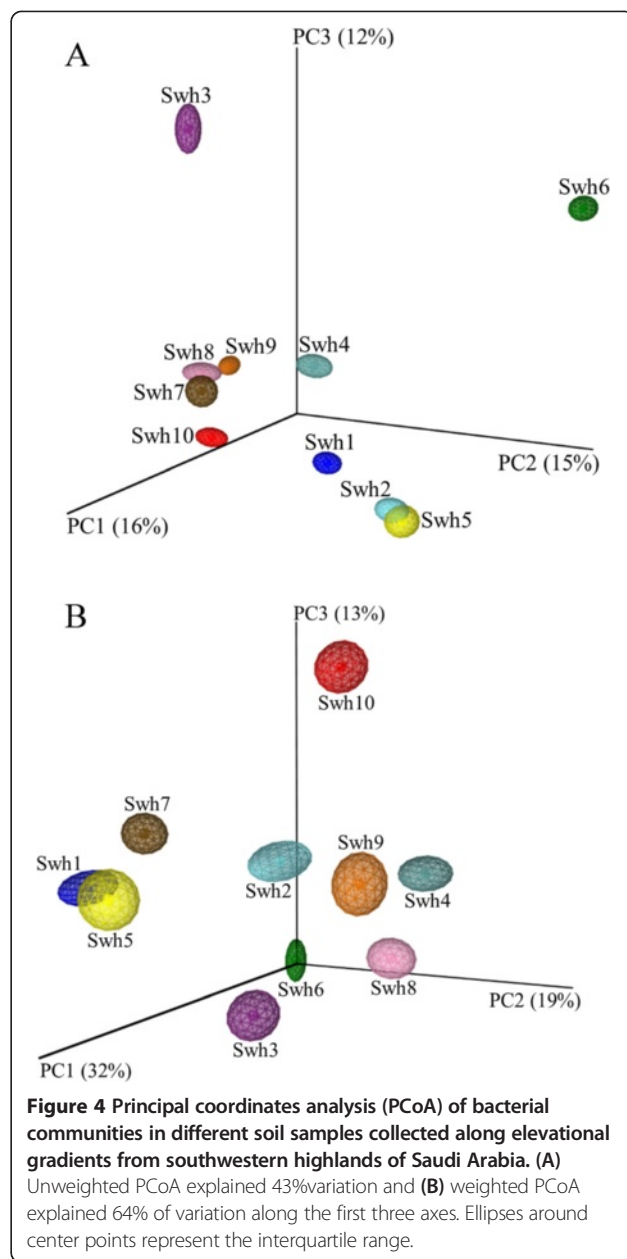 A
PC3 (12%)
Swh3
Swh6
Swh8
Swh9
Swh4
Swh7
Swh10
Swh1
PC2 (15%)
Swh2
Swh5
PC1 (16%)
B
PC3 (13%)
Swh10
Swh7
Swh1
Swh9
Swh2
Swh4
Swh5
Swh6
Swh8
PC2 (19%)
Swh3
PC1 (32%)
Figure 4 Principal coordinates analysis (PCoA) of bacterial
communities in different soil samples collected along elevational
gradients from southwestern highlands of Saudi Arabia. (A)
Unweighted PCoA explained 43%variation and (B) weighted PCoA
explained 64% of variation along the first three axes. Ellipses around
center points represent the interquartile range.